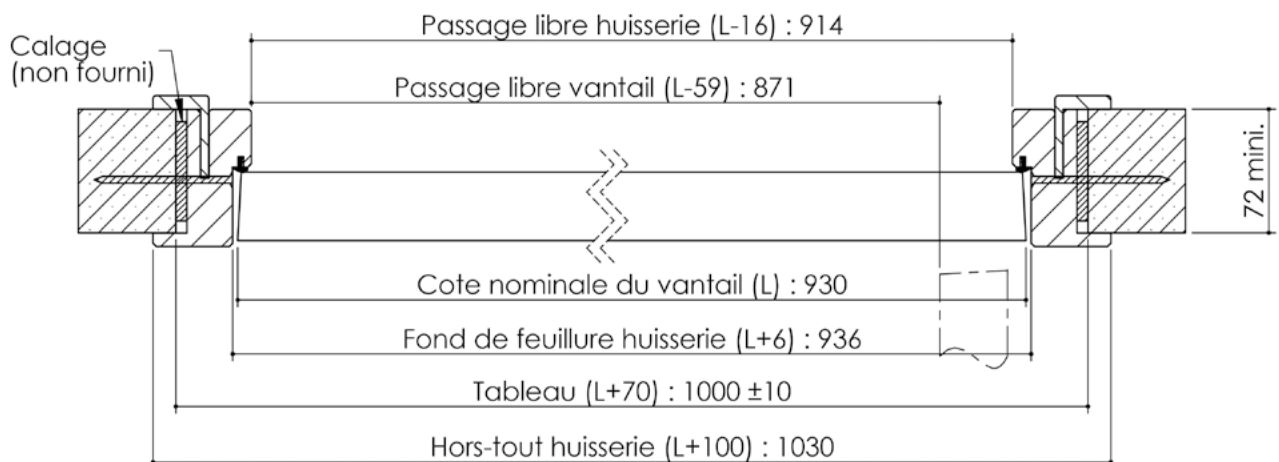 Passage libre huisserie (L-16) : 914
Calage
(non fourni)
Passage libre vantail (L-59) : 871
72 mini.
Cote nominale du vantail (L) : 930
Fond de feuillure huisserie (L+6) : 936
Tableau (L+70) : 1000 ±10
Hors-tout huisserie (L+100) : 1030